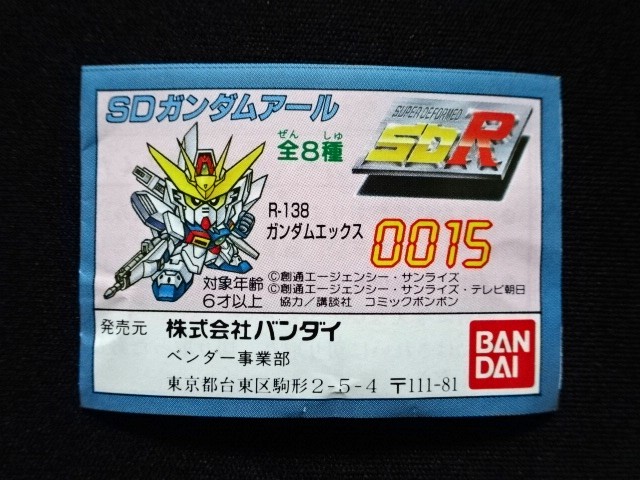 SDガンダムアール
ぜん しゅ
全8種
SUPER DEFORMED
SDR
R-138
ガンダムエックス
0015
対象年齢
6才以上
©創通エージェンシー・サンライズ
©創通エージェンシー・サンライズ・テレビ朝日
協力/講談社 コミックボンボン
発売元 株式会社バンダイ
ベンダー事業部
東京都台東区駒形2-5-4 〒111-81
BAN
DAI